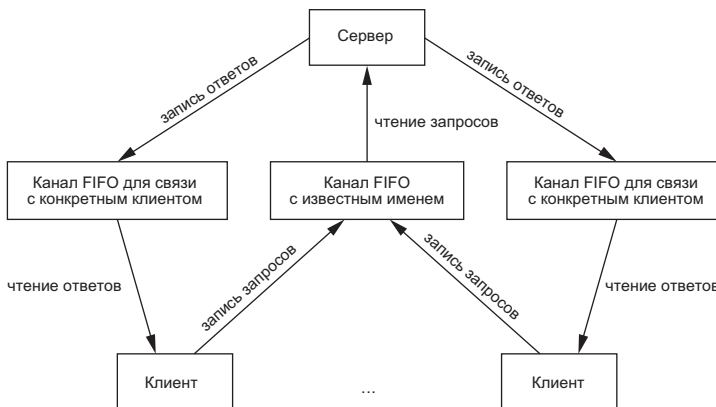 Сервер
запись ответов
запись ответов
чтение запросов
Канал FIFO для связи
с конкретным клиентом
Канал FIFO
с известным именем
Канал FIFO для связи
с конкретным клиентом
чтение ответов
запись запросов
запись запросов
чтение ответов
Клиент
...
Клиент